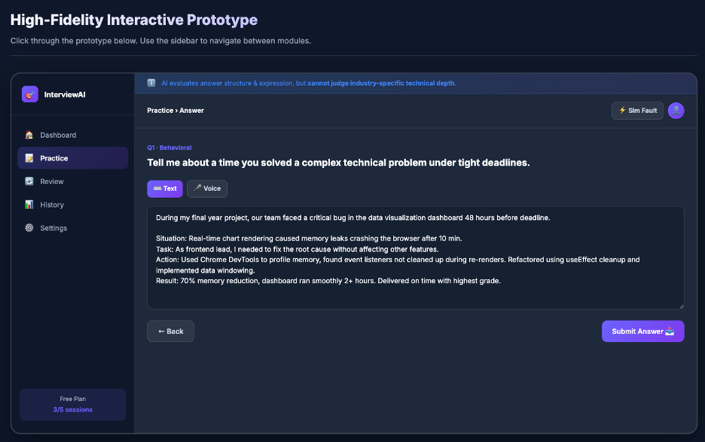 High-Fidelity Interactive Prototype
Click through the prototype below. Use the sidebar to navigate between modules.
InterviewAI
AI evaluates answer structure & expression, but cannot judge industry-specific technical depth.
Practice › Answer
⚡ Sim Fault
Dashboard
Practice
Review
History
Settings
Q1 · Behavioral
Tell me about a time you solved a complex technical problem under tight deadlines.
Text
Voice
During my final year project, our team faced a critical bug in the data visualization dashboard 48 hours before deadline.
Situation: Real-time chart rendering caused memory leaks crashing the browser after 10 min.
Task: As frontend lead, I needed to fix the root cause without affecting other features.
Action: Used Chrome DevTools to profile memory, found event listeners not cleaned up during re-renders. Refactored using useEffect cleanup and
implemented data windowing.
Result: 70% memory reduction, dashboard ran smoothly 2+ hours. Delivered on time with highest grade.
← Back
Submit Answer
Free Plan
3/5 sessions